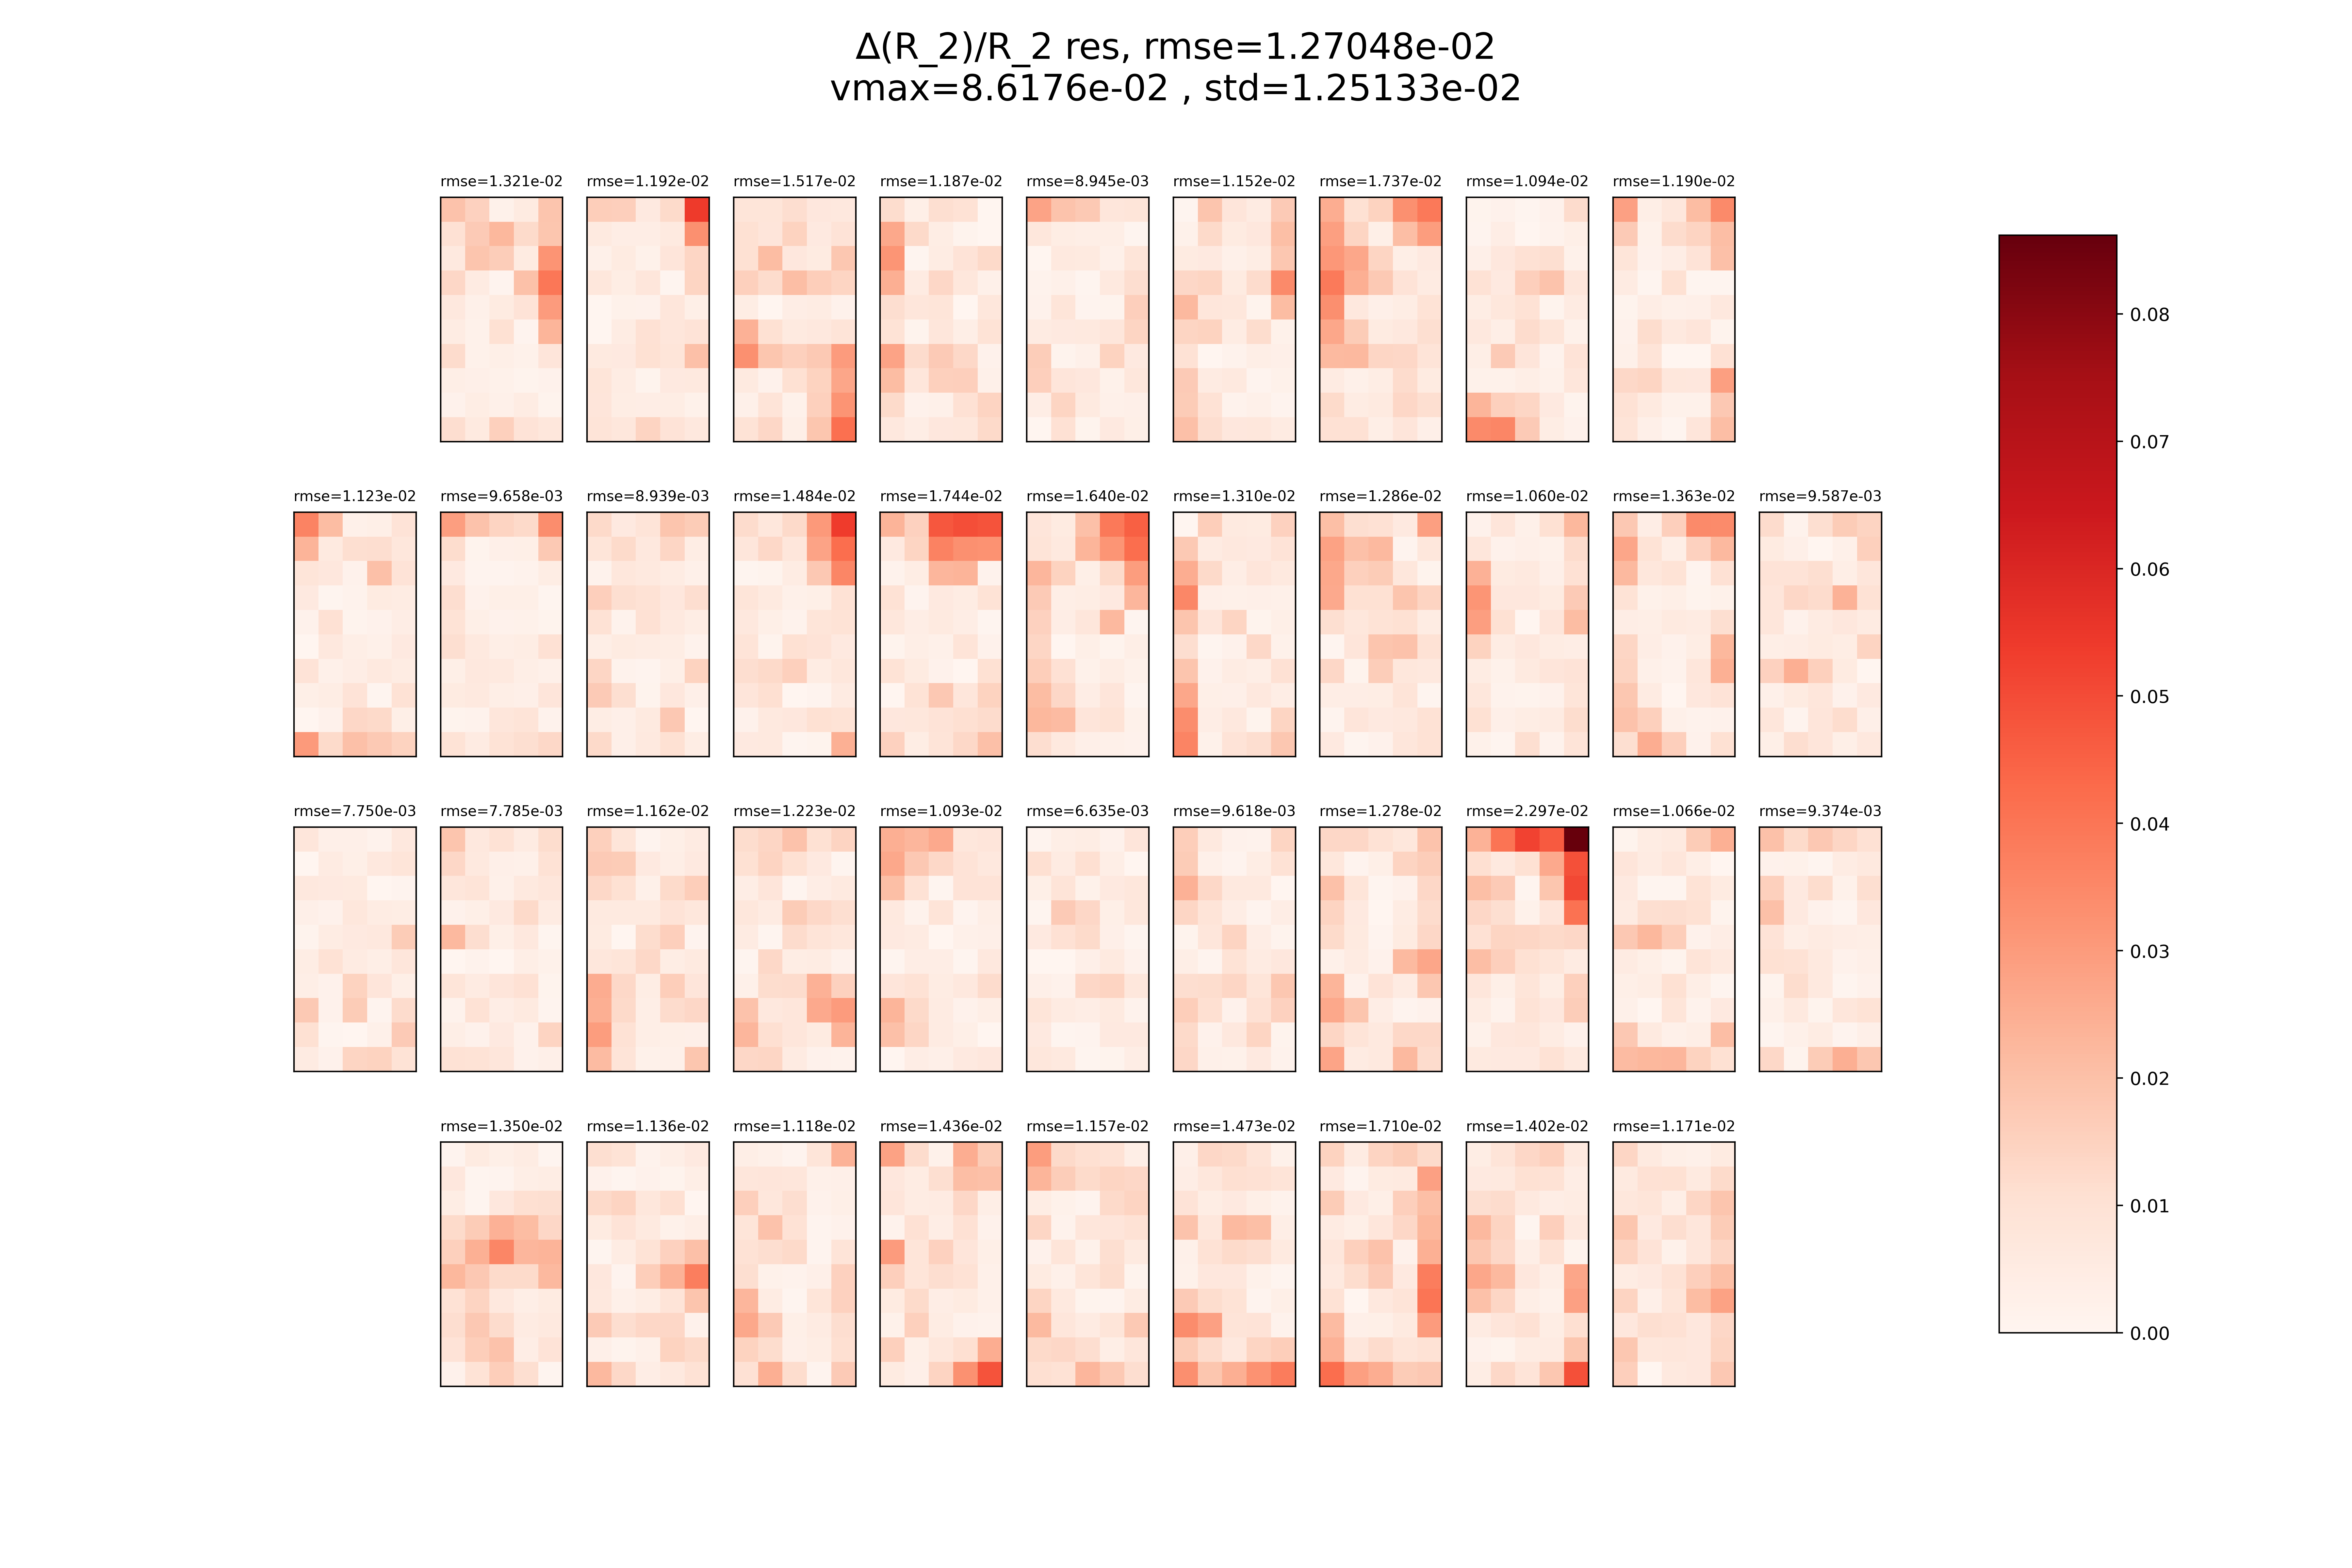 Δ(R_2)/R_2 res, rmse=1.27048e-02
vmax=8.6176e-02 , std=1.25133e-02
rmse=1.321e-02 rmse=1.192e-02 rmse=1.517e-02 rmse=1.187e-02 rmse=8.945e-03 rmse=1.152e-02 rmse=1.737e-02 rmse=1.094e-02 rmse=1.190e-02
rmse=1.123e-02 rmse=9.658e-03 rmse=8.939e-03 rmse=1.484e-02 rmse=1.744e-02 rmse=1.640e-02 rmse=1.310e-02 rmse=1.286e-02 rmse=1.060e-02 rmse=1.363e-02 rmse=9.587e-03
rmse=7.750e-03 rmse=7.785e-03 rmse=1.162e-02 rmse=1.223e-02 rmse=1.093e-02 rmse=6.635e-03 rmse=9.618e-03 rmse=1.278e-02 rmse=2.297e-02 rmse=1.066e-02 rmse=9.374e-03
rmse=1.350e-02 rmse=1.136e-02 rmse=1.118e-02 rmse=1.436e-02 rmse=1.157e-02 rmse=1.473e-02 rmse=1.710e-02 rmse=1.402e-02 rmse=1.171e-02
0.08
0.07
0.06
0.05
0.04
0.03
0.02
0.01
0.00